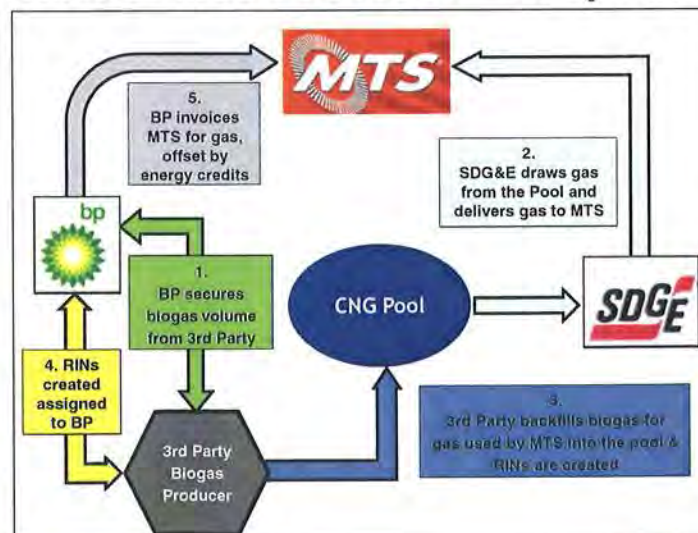 MTS
5.
BP invoices
MTS for gas,
offset by
energy credits
2.
SDG&E draws gas
from the Pool and
delivers gas to MTS
bp
1.
BP secures
biogas volume
from 3rd Party
CNG Pool
SDGE
4. RINs
created
assigned
to BP
3rd Party
Biogas
Producer
3.
3rd Party backfills biogas for
gas used by MTS into the pool &
RINs are created